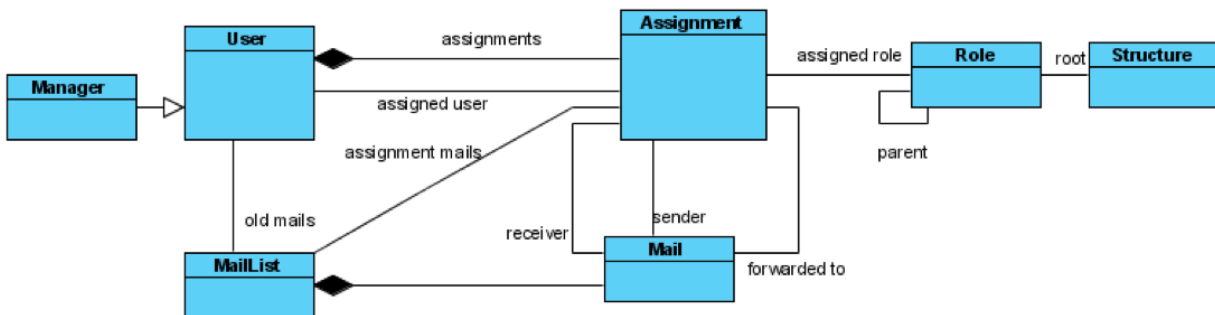 Assignment
User
assignments
assigned role
Role
root
Structure
Manager
assigned user
assignment mails
parent
old mails
sender
receiver
Mail
MailList
forwarded to